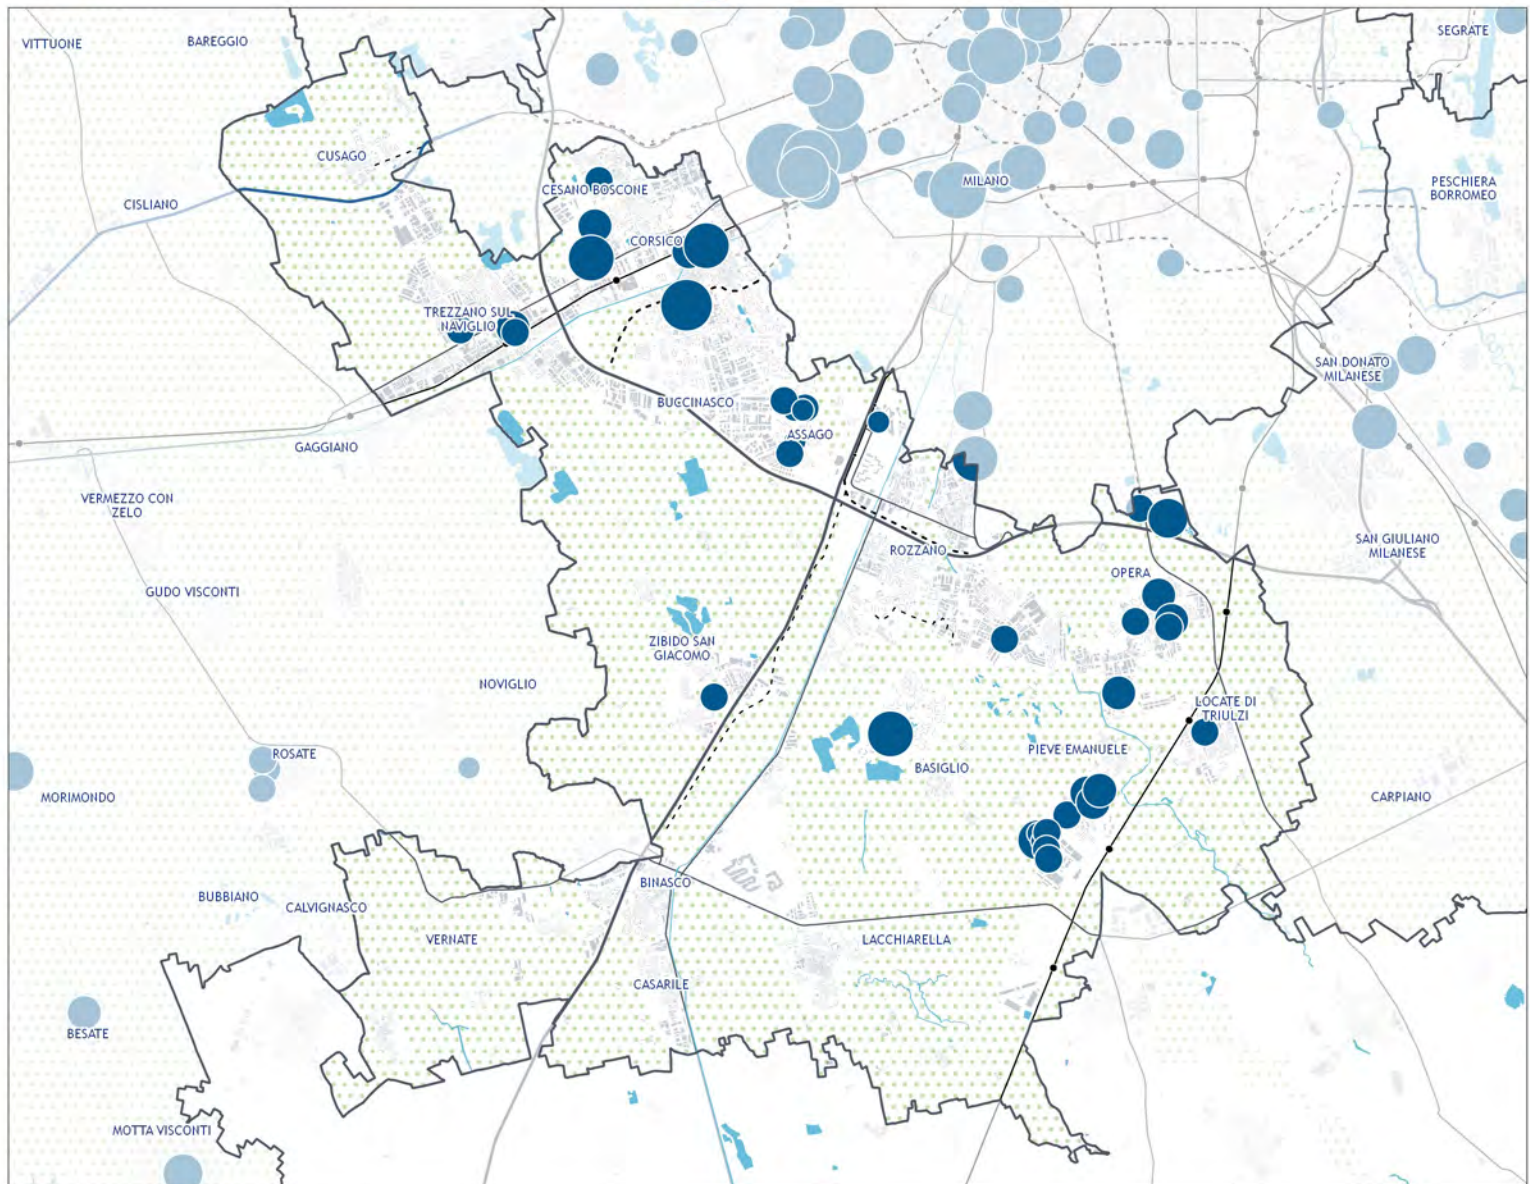 VITTUONE
BAREGGIO
SEGRATE
CUSAGO
CESANO BOSCONE
MILANO
PESCHIERA
BORROMEO
CISLIANO
CORSICO
TREZZANO SUL
NAVIGLIO
SAN DONATO
MILANESE
BUCCINASCO
ASSAGO
GAGGIANO
VERMEZZO CON
ZELO
ROZZANO
SAN GIULIANO
MILANESE
OPERA
GUDO VISCONTI
ZIBIDO SAN
GIACOMO
NOVIGLIO
LOCATE DI
TRIULZI
ROSATE
PIEVE EMANUELE
BASIGLIO
MORIMONDO
CARPIANO
BINASCO
BUBBIANO
CALVIGNASCO
VERNATE
LACCHIARELLA
CASARILE
BESATE
MOTTA VISCONTI